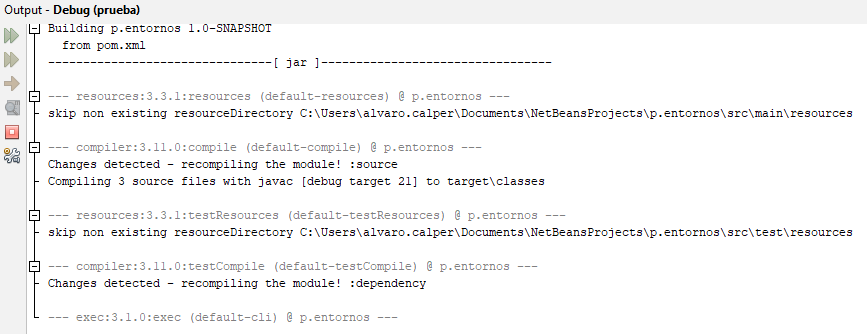 Output - Debug (prueba)
Building p.entornos 1.0-SNAPSHOT
from pom.xml
--------------------------------[ jar ]---------------------------------
--- resources:3.3.1:resources (default-resources) @ p.entornos ---
skip non existing resourceDirectory C:\Users\alvaro.calper\Documents\NetBeansProjects\p.entornos\src\main\resources
--- compiler:3.11.0:compile (default-compile) @ p.entornos ---
Changes detected - recompiling the module! :source
Compiling 3 source files with javac [debug target 21] to target\classes
--- resources:3.3.1:testResources (default-testResources) @ p.entornos ---
skip non existing resourceDirectory C:\Users\alvaro.calper\Documents\NetBeansProjects\p.entornos\src\test\resources
--- compiler:3.11.0:testCompile (default-testCompile) @ p.entornos ---
Changes detected - recompiling the module! :dependency
--- exec:3.1.0:exec (default-cli) @ p.entornos ---